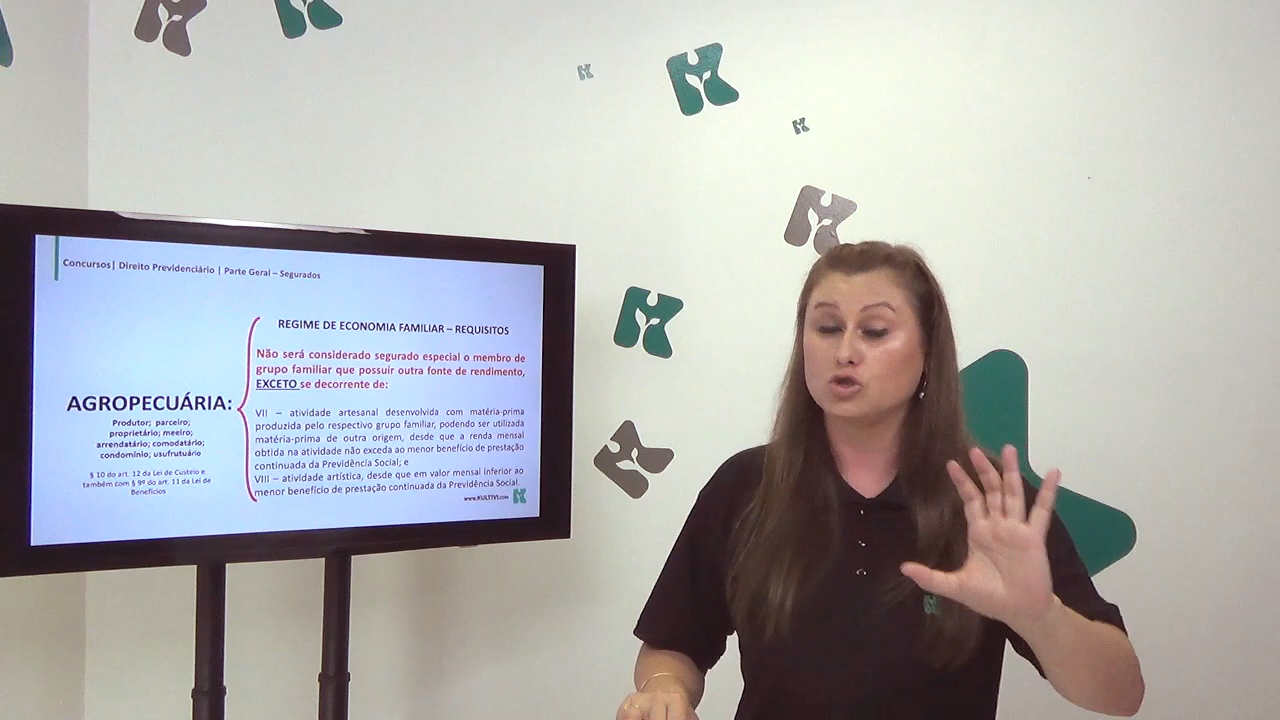 Concursos| Direito Previdenciário | Parte Geral – Segurados
REGIME DE ECONOMIA FAMILIAR – REQUISITOS
Não será considerado segurado especial o membro de
grupo familiar que possuir outra fonte de rendimento,
EXCETO se decorrente de:
AGROPECUÁRIA:
Produtor; parceiro;
proprietário; meeiro;
arrendatário; comodatário;
condomínio; usufrutuário
§ 10 do art. 12 da Lei de Custeio e
também com § 9º do art. 11 da Lei de
Benefícios
VII – atividade artesanal desenvolvida com matéria-prima
produzida pelo respectivo grupo familiar, podendo ser utilizada
matéria-prima de outra origem, desde que a renda mensal
obtida na atividade não exceda ao menor benefício de prestação
continuada da Previdência Social; e
VIII – atividade artística, desde que em valor mensal inferior ao
menor benefício de prestação continuada da Previdência Social.
www.KULTIVI.com